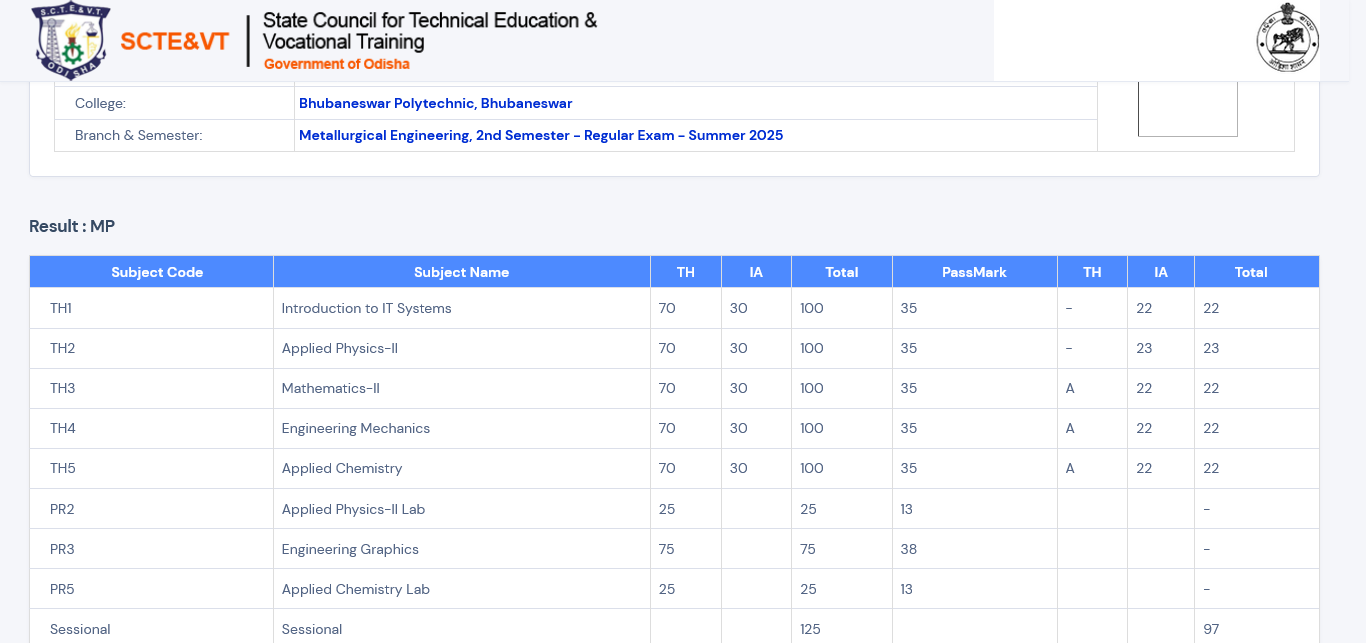 S.C.T.E.&V.T.
ODISHA
SCTE&VT
State Council for Technical Education &
Vocational Training
Government of Odisha
College: Bhubaneswar Polytechnic, Bhubaneswar
Branch & Semester: Metallurgical Engineering, 2nd Semester - Regular Exam - Summer 2025
Result : MP
Subject Code Subject Name TH IA Total PassMark TH IA Total
TH1 Introduction to IT Systems 70 30 100 35 - 22 22
TH2 Applied Physics-II 70 30 100 35 - 23 23
TH3 Mathematics-II 70 30 100 35 A 22 22
TH4 Engineering Mechanics 70 30 100 35 A 22 22
TH5 Applied Chemistry 70 30 100 35 A 22 22
PR2 Applied Physics-II Lab 25 25 13 -
PR3 Engineering Graphics 75 75 38 -
PR5 Applied Chemistry Lab 25 25 13 -
Sessional Sessional 125 97